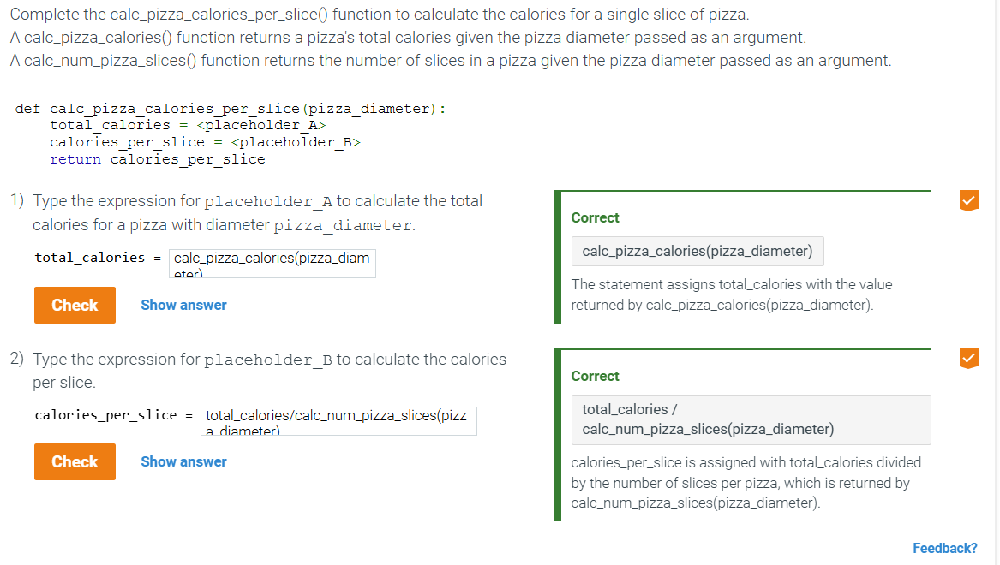 Complete the calc_pizza_calories_per_slice() function to calculate the calories for a single slice of pizza.
A calc_pizza_calories() function returns a pizza's total calories given the pizza diameter passed as an argument.
A calc_num_pizza_slices() function returns the number of slices in a pizza given the pizza diameter passed as an argument.
def calc_pizza_calories_per_slice(pizza_diameter):
    total_calories = <placeholder_A>
    calories_per_slice = <placeholder_B>
    return calories_per_slice
1) Type the expression for placeholder_A to calculate the total
calories for a pizza with diameter pizza_diameter.
total_calories = calc_pizza_calories(pizza_diam
eter)
Check Show answer
Correct
calc_pizza_calories(pizza_diameter)
The statement assigns total_calories with the value
returned by calc_pizza_calories(pizza_diameter).
2) Type the expression for placeholder_B to calculate the calories
per slice.
calories_per_slice = total_calories/calc_num_pizza_slices(pizz
a_diameter)
Check Show answer
Correct
total_calories /
calc_num_pizza_slices(pizza_diameter)
calories_per_slice is assigned with total_calories divided
by the number of slices per pizza, which is returned by
calc_num_pizza_slices(pizza_diameter).
Feedback?